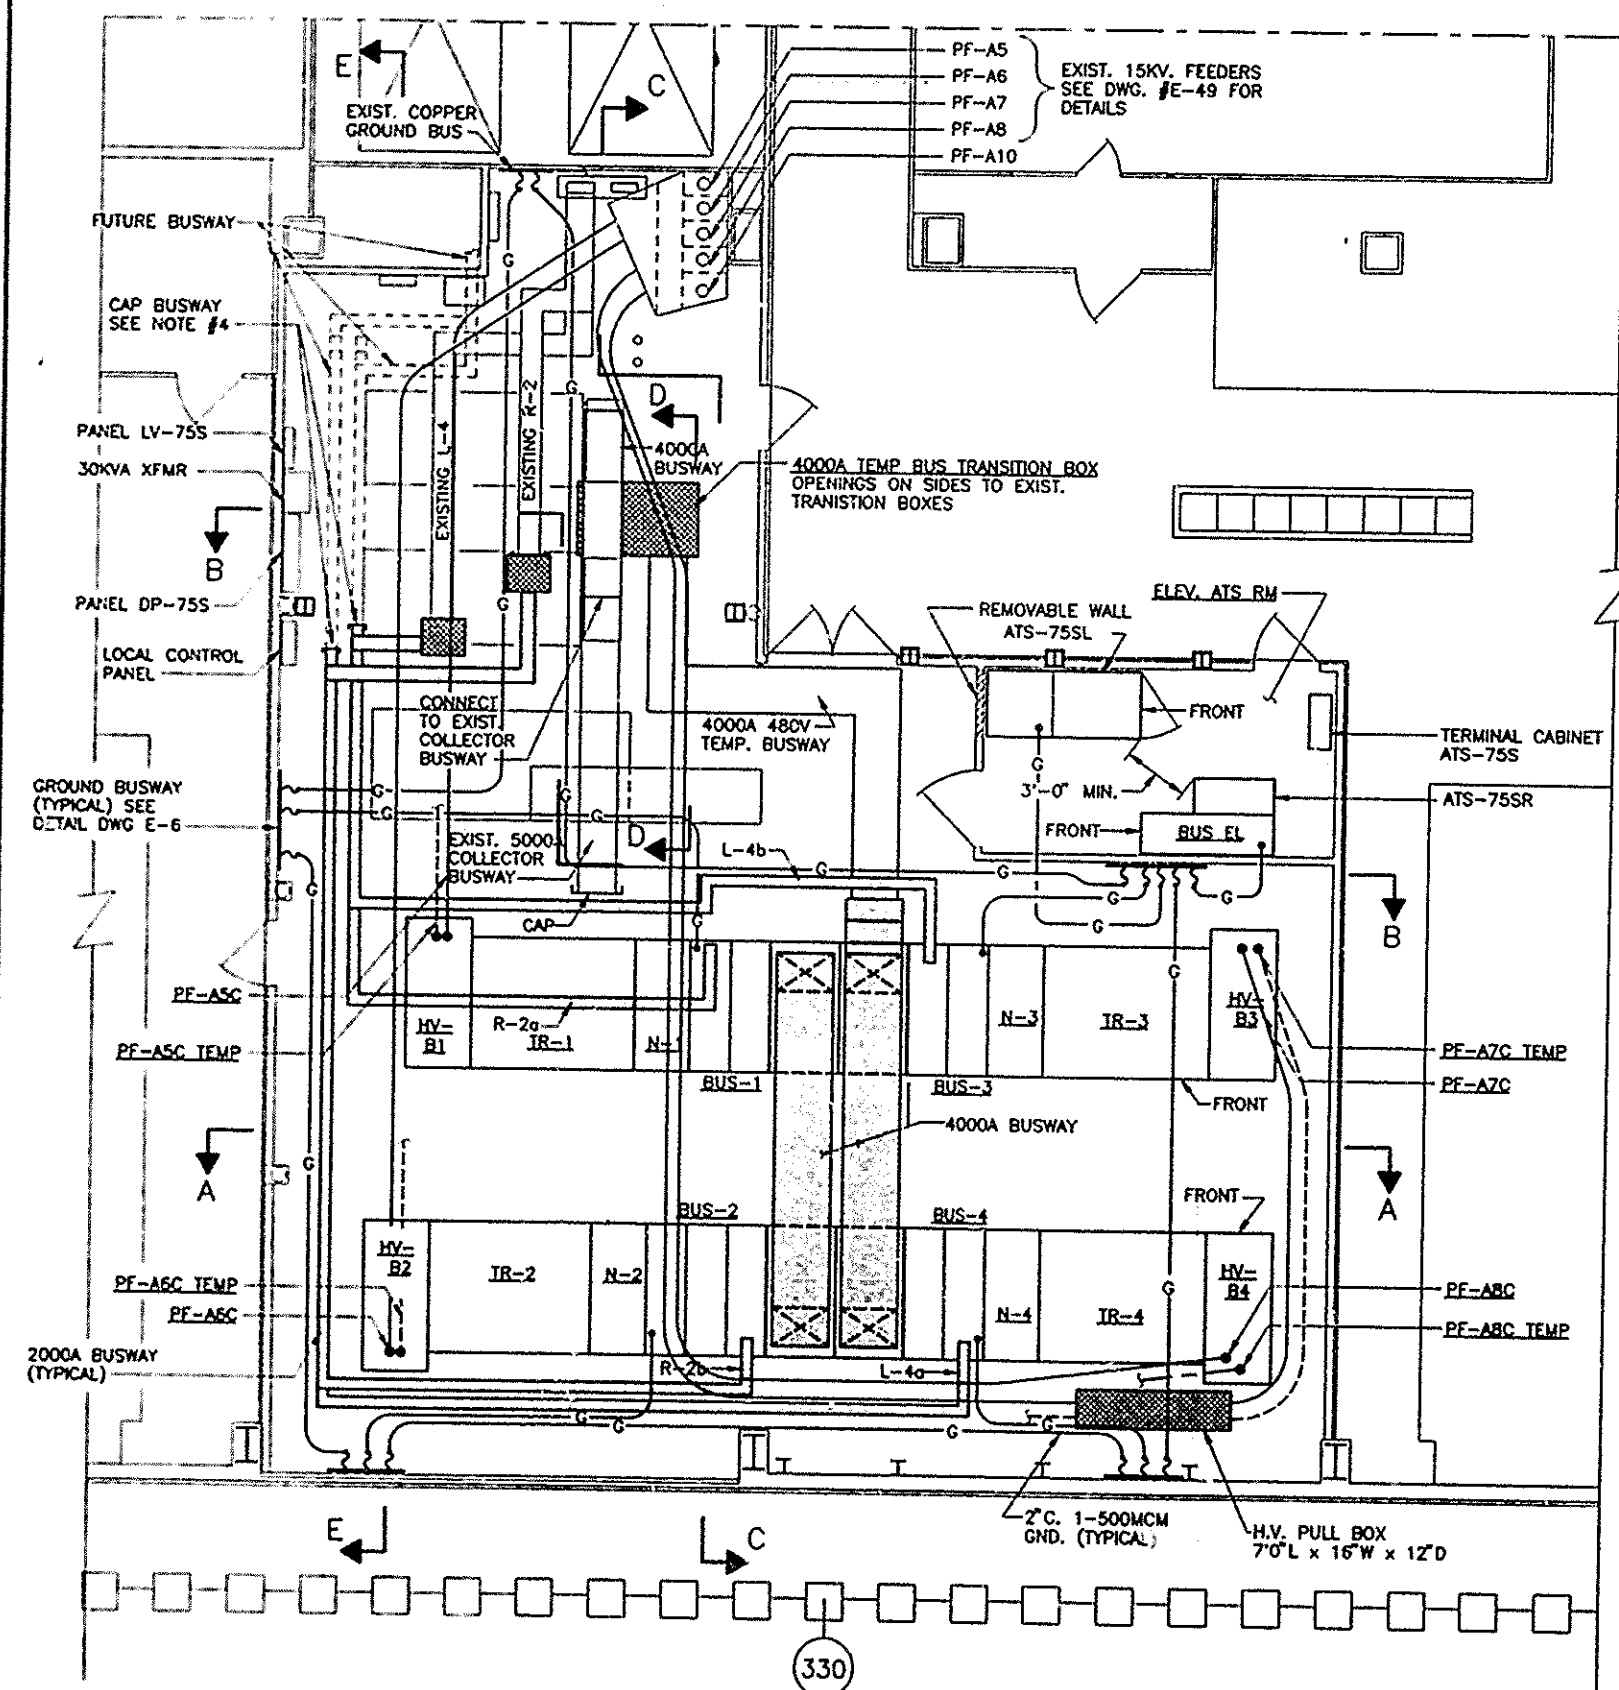 E
EXIST. COPPER
GROUND BUS
C
PF-A5
PF-A6
PF-A7
PF-A8
PF-A10
EXIST. 15KV. FEEDERS
SEE DWG. #E-49 FOR
DETAILS
FUTURE BUSWAY
G
CAP BUSWAY
SEE NOTE #4
G
D
PANEL LV-75S
30KVA XFMR
EXISTING L-4
EXISTING R-2
4000A
BUSWAY
4000A TEMP BUS TRANSITION BOX
OPENINGS ON SIDES TO EXIST.
TRANISTION BOXES
B
PANEL DP-75S
G
REMOVABLE WALL
ATS-75SL
ELEV. ATS RM
LOCAL CONTROL
PANEL
CONNECT
TO EXIST.
COLLECTOR
BUSWAY
4000A 480V
TEMP. BUSWAY
FRONT
TERMINAL CABINET
ATS-75S
GROUND BUSWAY
(TYPICAL) SEE
DETAIL DWG E-6
G
G
G
G
G
3'-0" MIN.
ATS-75SR
FRONT
BUS EL
EXIST. 5000
COLLECTOR
BUSWAY
D
L-4b
G
G
G
G
G
G
CAP
G
B
PF-A5C
HV-
B1
R-2a
TR-1
N-1
G
N-3
TR-3
HV-
B3
PF-A5C TEMP
PF-A7C TEMP
BUS-1
BUS-3
PF-A7C
FRONT
4000A BUSWAY
A
G
A
FRONT
BUS-2
BUS-4
HV-
B2
TR-2
N-2
G
HV-
B4
PF-A6C TEMP
PF-A6C
N-4
TR-4
PF-A8C
PF-A8C TEMP
2000A BUSWAY
(TYPICAL)
R-2b
L-4a
G
G
G
G
2"C. 1-500MCM
GND. (TYPICAL)
H.V. PULL BOX
7'0"L x 16"W x 12"D
E
C
330